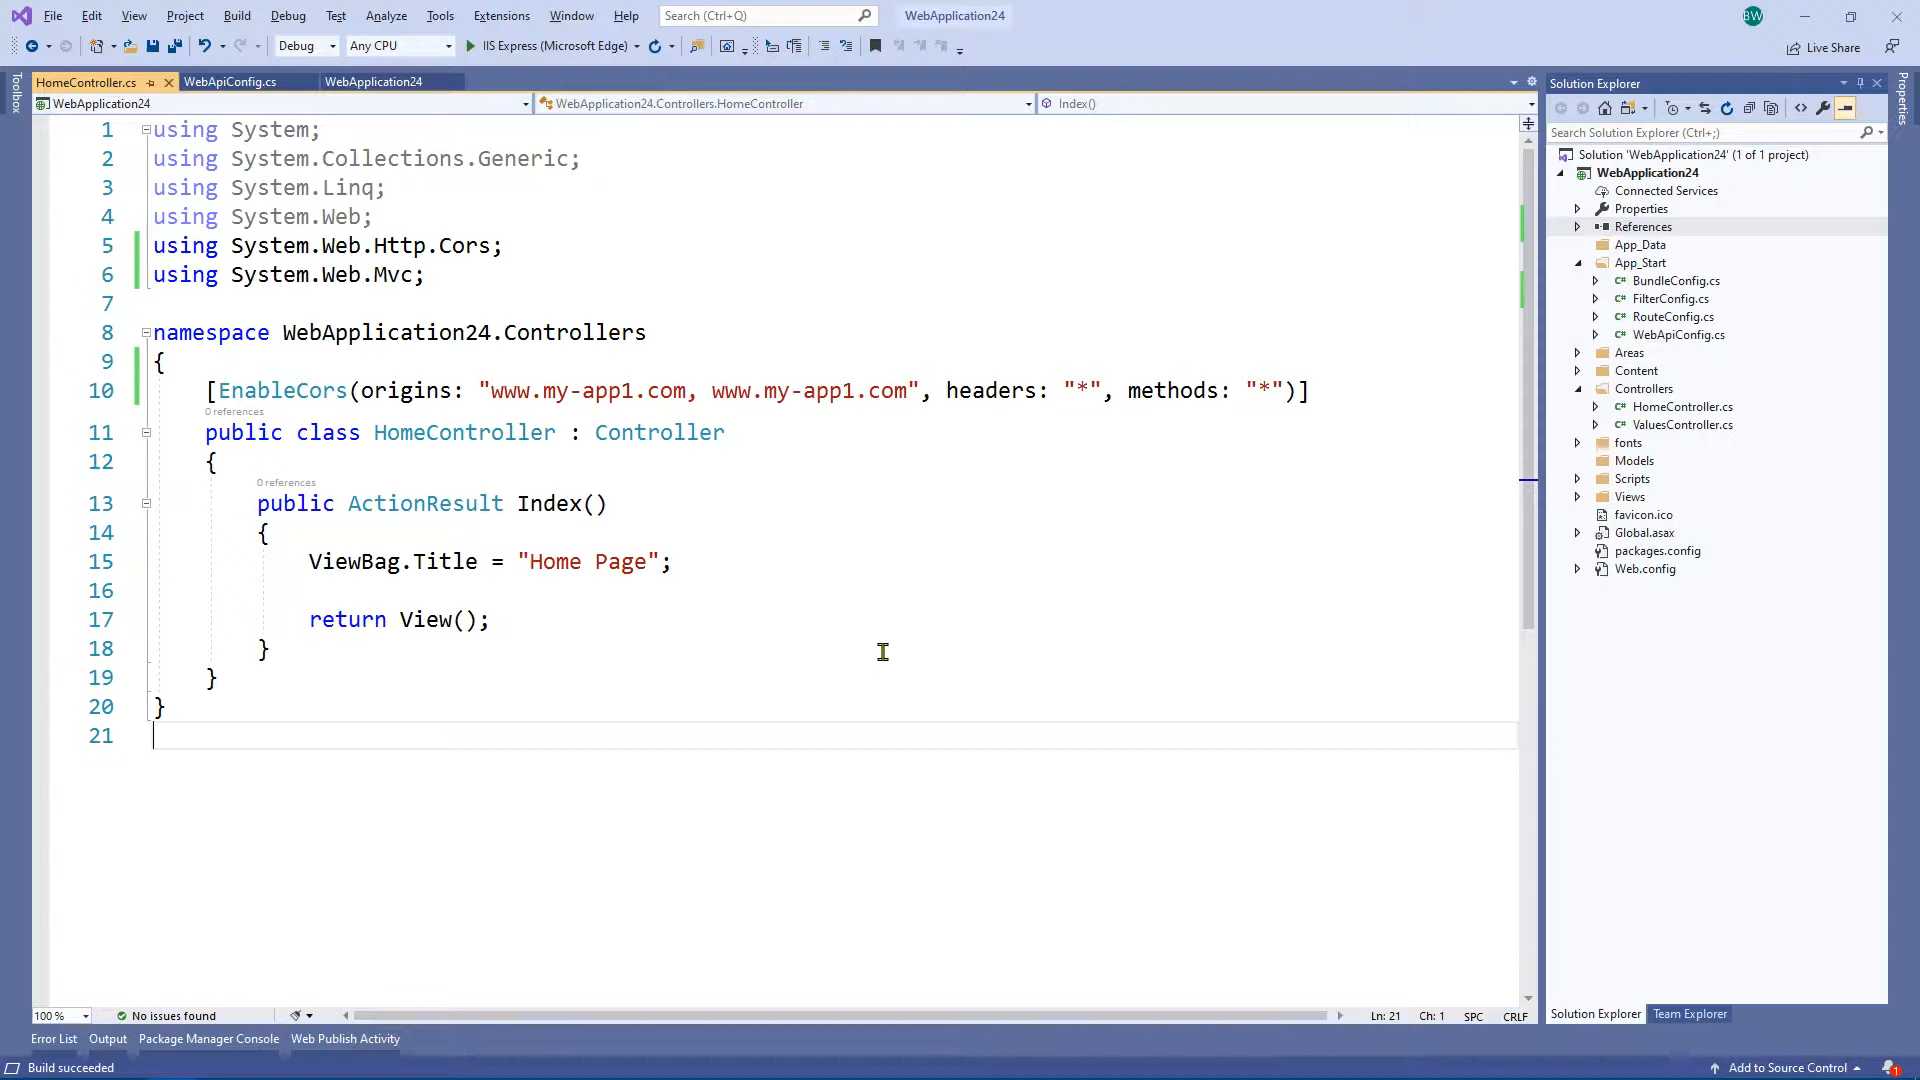 File Edit View Project Build Debug Test Analyze Tools Extensions Window Help Search (Ctrl+Q) WebApplication24 BW
Debug Any CPU IIS Express (Microsoft Edge) Live Share
Toolbox
HomeController.cs WebApiConfig.cs WebApplication24
WebApplication24 WebApplication24.Controllers.HomeController Index()
1 using System;
2 using System.Collections.Generic;
3 using System.Linq;
4 using System.Web;
5 using System.Web.Http.Cors;
6 using System.Web.Mvc;
7
8 namespace WebApplication24.Controllers
9 {
10 [EnableCors(origins: "www.my-app1.com, www.my-app1.com", headers: "*", methods: "*")]
0 references
11 public class HomeController : Controller
12 {
0 references
13 public ActionResult Index()
14 {
15 ViewBag.Title = "Home Page";
16
17 return View();
18 }
19 }
20 }
21
100 % No issues found Ln: 21 Ch: 1 SPC CRLF
Solution Explorer
Search Solution Explorer (Ctrl+;)
Solution 'WebApplication24' (1 of 1 project)
WebApplication24
Connected Services
Properties
References
App_Data
App_Start
C# BundleConfig.cs
C# FilterConfig.cs
C# RouteConfig.cs
C# WebApiConfig.cs
Areas
Content
Controllers
C# HomeController.cs
C# ValuesController.cs
fonts
Models
Scripts
Views
favicon.ico
Global.asax
packages.config
Web.config
Solution Explorer Team Explorer
Properties
Error List Output Package Manager Console Web Publish Activity
Build succeeded Add to Source Control 1